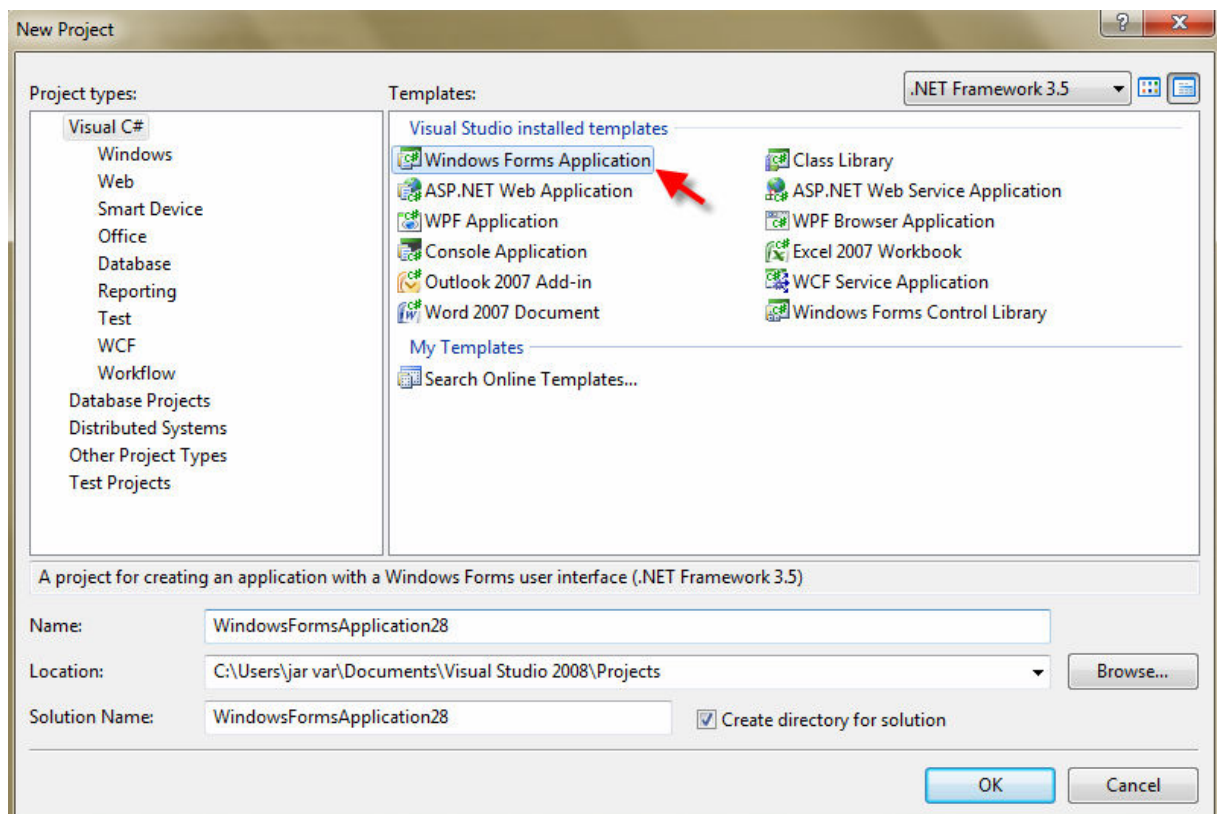 New Project
Project types:
Templates:
.NET Framework 3.5
Visual C#
Windows
Web
Smart Device
Office
Database
Reporting
Test
WCF
Workflow
Database Projects
Distributed Systems
Other Project Types
Test Projects
Visual Studio installed templates
Windows Forms Application
Class Library
ASP.NET Web Application
ASP.NET Web Service Application
WPF Application
WPF Browser Application
Console Application
Excel 2007 Workbook
Outlook 2007 Add-in
WCF Service Application
Word 2007 Document
Windows Forms Control Library
My Templates
Search Online Templates...
A project for creating an application with a Windows Forms user interface (.NET Framework 3.5)
Name:
WindowsFormsApplication28
Location:
C:\Users\jar var\Documents\Visual Studio 2008\Projects
Browse...
Solution Name:
WindowsFormsApplication28
Create directory for solution
OK
Cancel